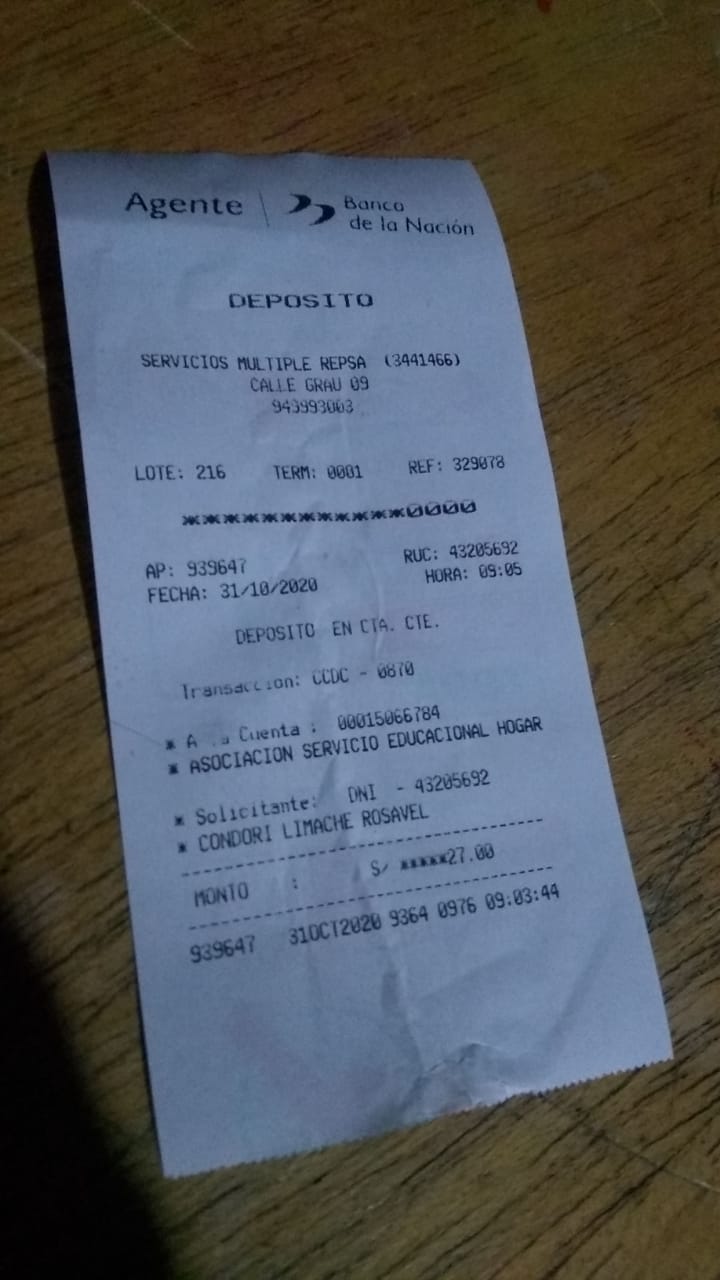 Agente | Banco
de la Nación
DEPOSITO
SERVICIOS MULTIPLE REPSA (3441466)
CALLE GRAU 09
943993003
LOTE: 216 TERM: 0001 REF: 329078
************0000
AP: 939647 RUC: 43205692
FECHA: 31/10/2020 HORA: 09:05
DEPOSITO EN CTA. CTE.
Transaccion: CCDC - 0870
* A Cuenta : 00015066784
* ASOCIACION SERVICIO EDUCACIONAL HOGAR
* Solicitante: DNI - 43205692
* CONDORI LIMACHE ROSAVEL
MONTO : S/ *****27.00
939647 31OCT2020 9364 0976 09:03:44